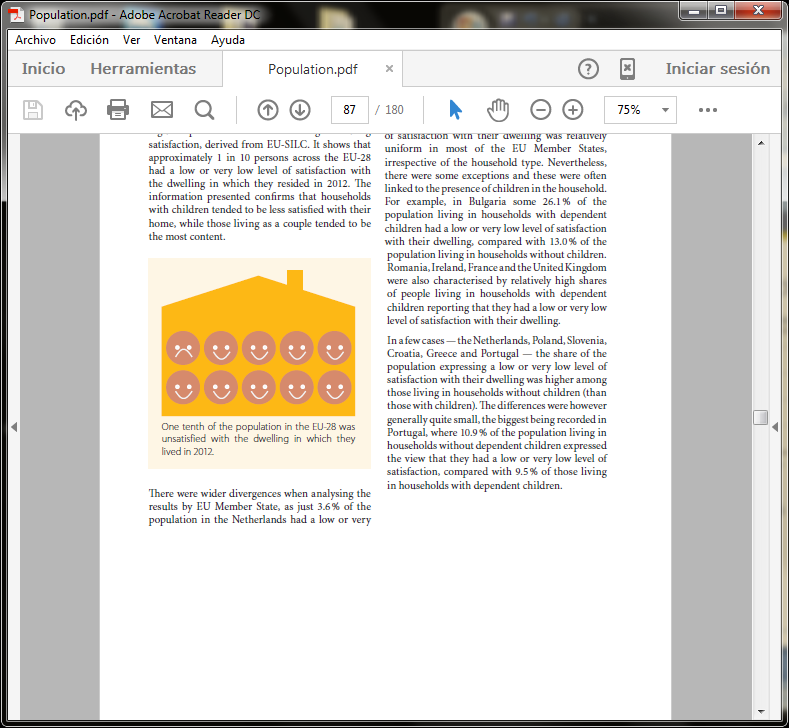 Population.pdf - Adobe Acrobat Reader DC
Archivo Edición Ver Ventana Ayuda
Inicio Herramientas Population.pdf × Iniciar sesión
87 / 180 75%
satisfaction, derived from EU-SILC. It shows that
approximately 1 in 10 persons across the EU-28
had a low or very low level of satisfaction with
the dwelling in which they resided in 2012. The
information presented confirms that households
with children tended to be less satisfied with their
home, while those living as a couple tended to be
the most content.
One tenth of the population in the EU-28 was
unsatisfied with the dwelling in which they
lived in 2012.
There were wider divergences when analysing the
results by EU Member State, as just 3.6 % of the
population in the Netherlands had a low or very
of satisfaction with their dwelling was relatively
uniform in most of the EU Member States,
irrespective of the household type. Nevertheless,
there were some exceptions and these were often
linked to the presence of children in the household.
For example, in Bulgaria some 26.1 % of the
population living in households with dependent
children had a low or very low level of satisfaction
with their dwelling, compared with 13.0 % of the
population living in households without children.
Romania, Ireland, France and the United Kingdom
were also characterised by relatively high shares
of people living in households with dependent
children reporting that they had a low or very low
level of satisfaction with their dwelling.
In a few cases — the Netherlands, Poland, Slovenia,
Croatia, Greece and Portugal — the share of the
population expressing a low or very low level of
satisfaction with their dwelling was higher among
those living in households without children (than
those with children). The differences were however
generally quite small, the biggest being recorded in
Portugal, where 10.9 % of the population living in
households without dependent children expressed
the view that they had a low or very low level of
satisfaction, compared with 9.5 % of those living
in households with dependent children.